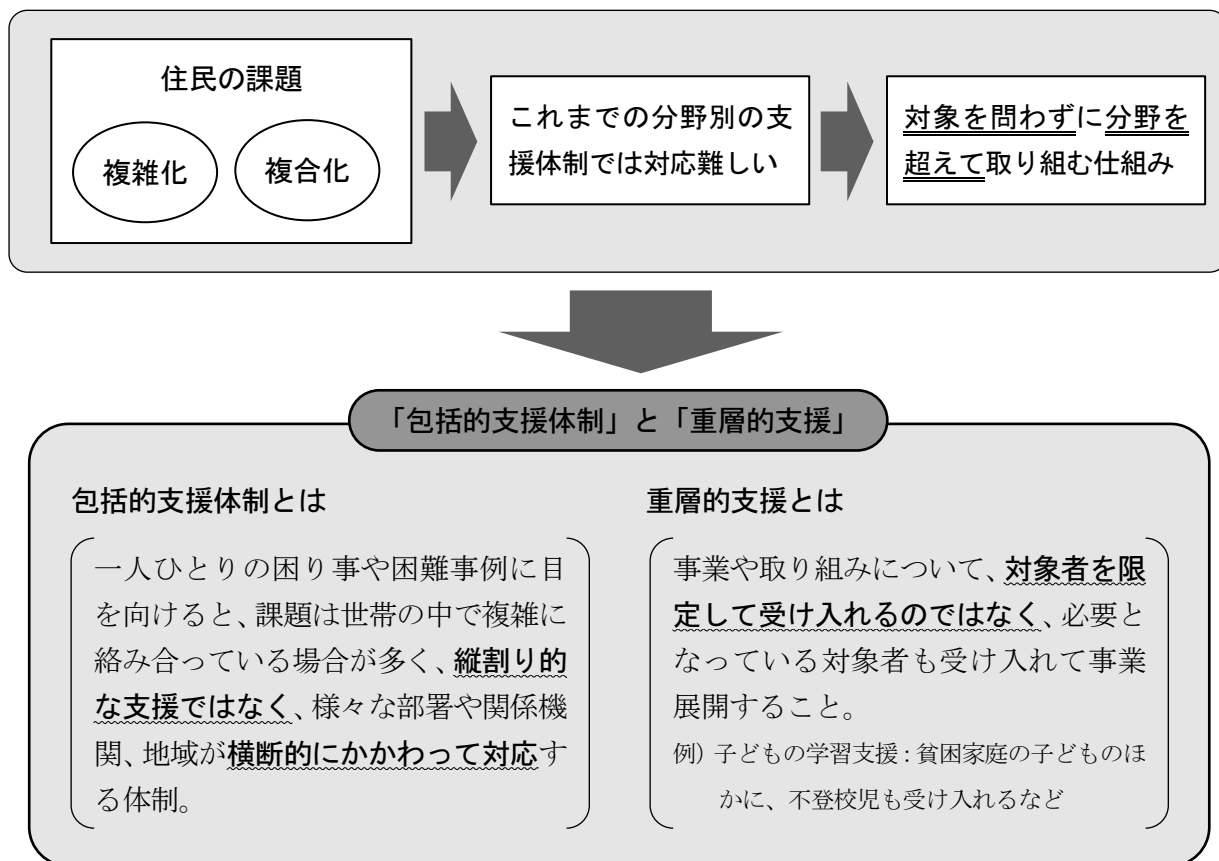 住民の課題
複雑化
複合化
これまでの分野別の支
援体制では対応難しい
対象を問わずに分野を
超えて取り組む仕組み
「包括的支援体制」と「重層的支援」
包括的支援体制とは
一人ひとりの困り事や困難事例に目
を向けると、課題は世帯の中で複雑に
絡み合っている場合が多く、縦割り的
な支援ではなく、様々な部署や関係機
関、地域が横断的にかかわって対応す
る体制。
重層的支援とは
事業や取り組みについて、対象者を限
定して受け入れるのではなく、必要と
なっている対象者も受け入れて事業
展開すること。
例）子どもの学習支援：貧困家庭の子どものほ
かに、不登校児も受け入れるなど